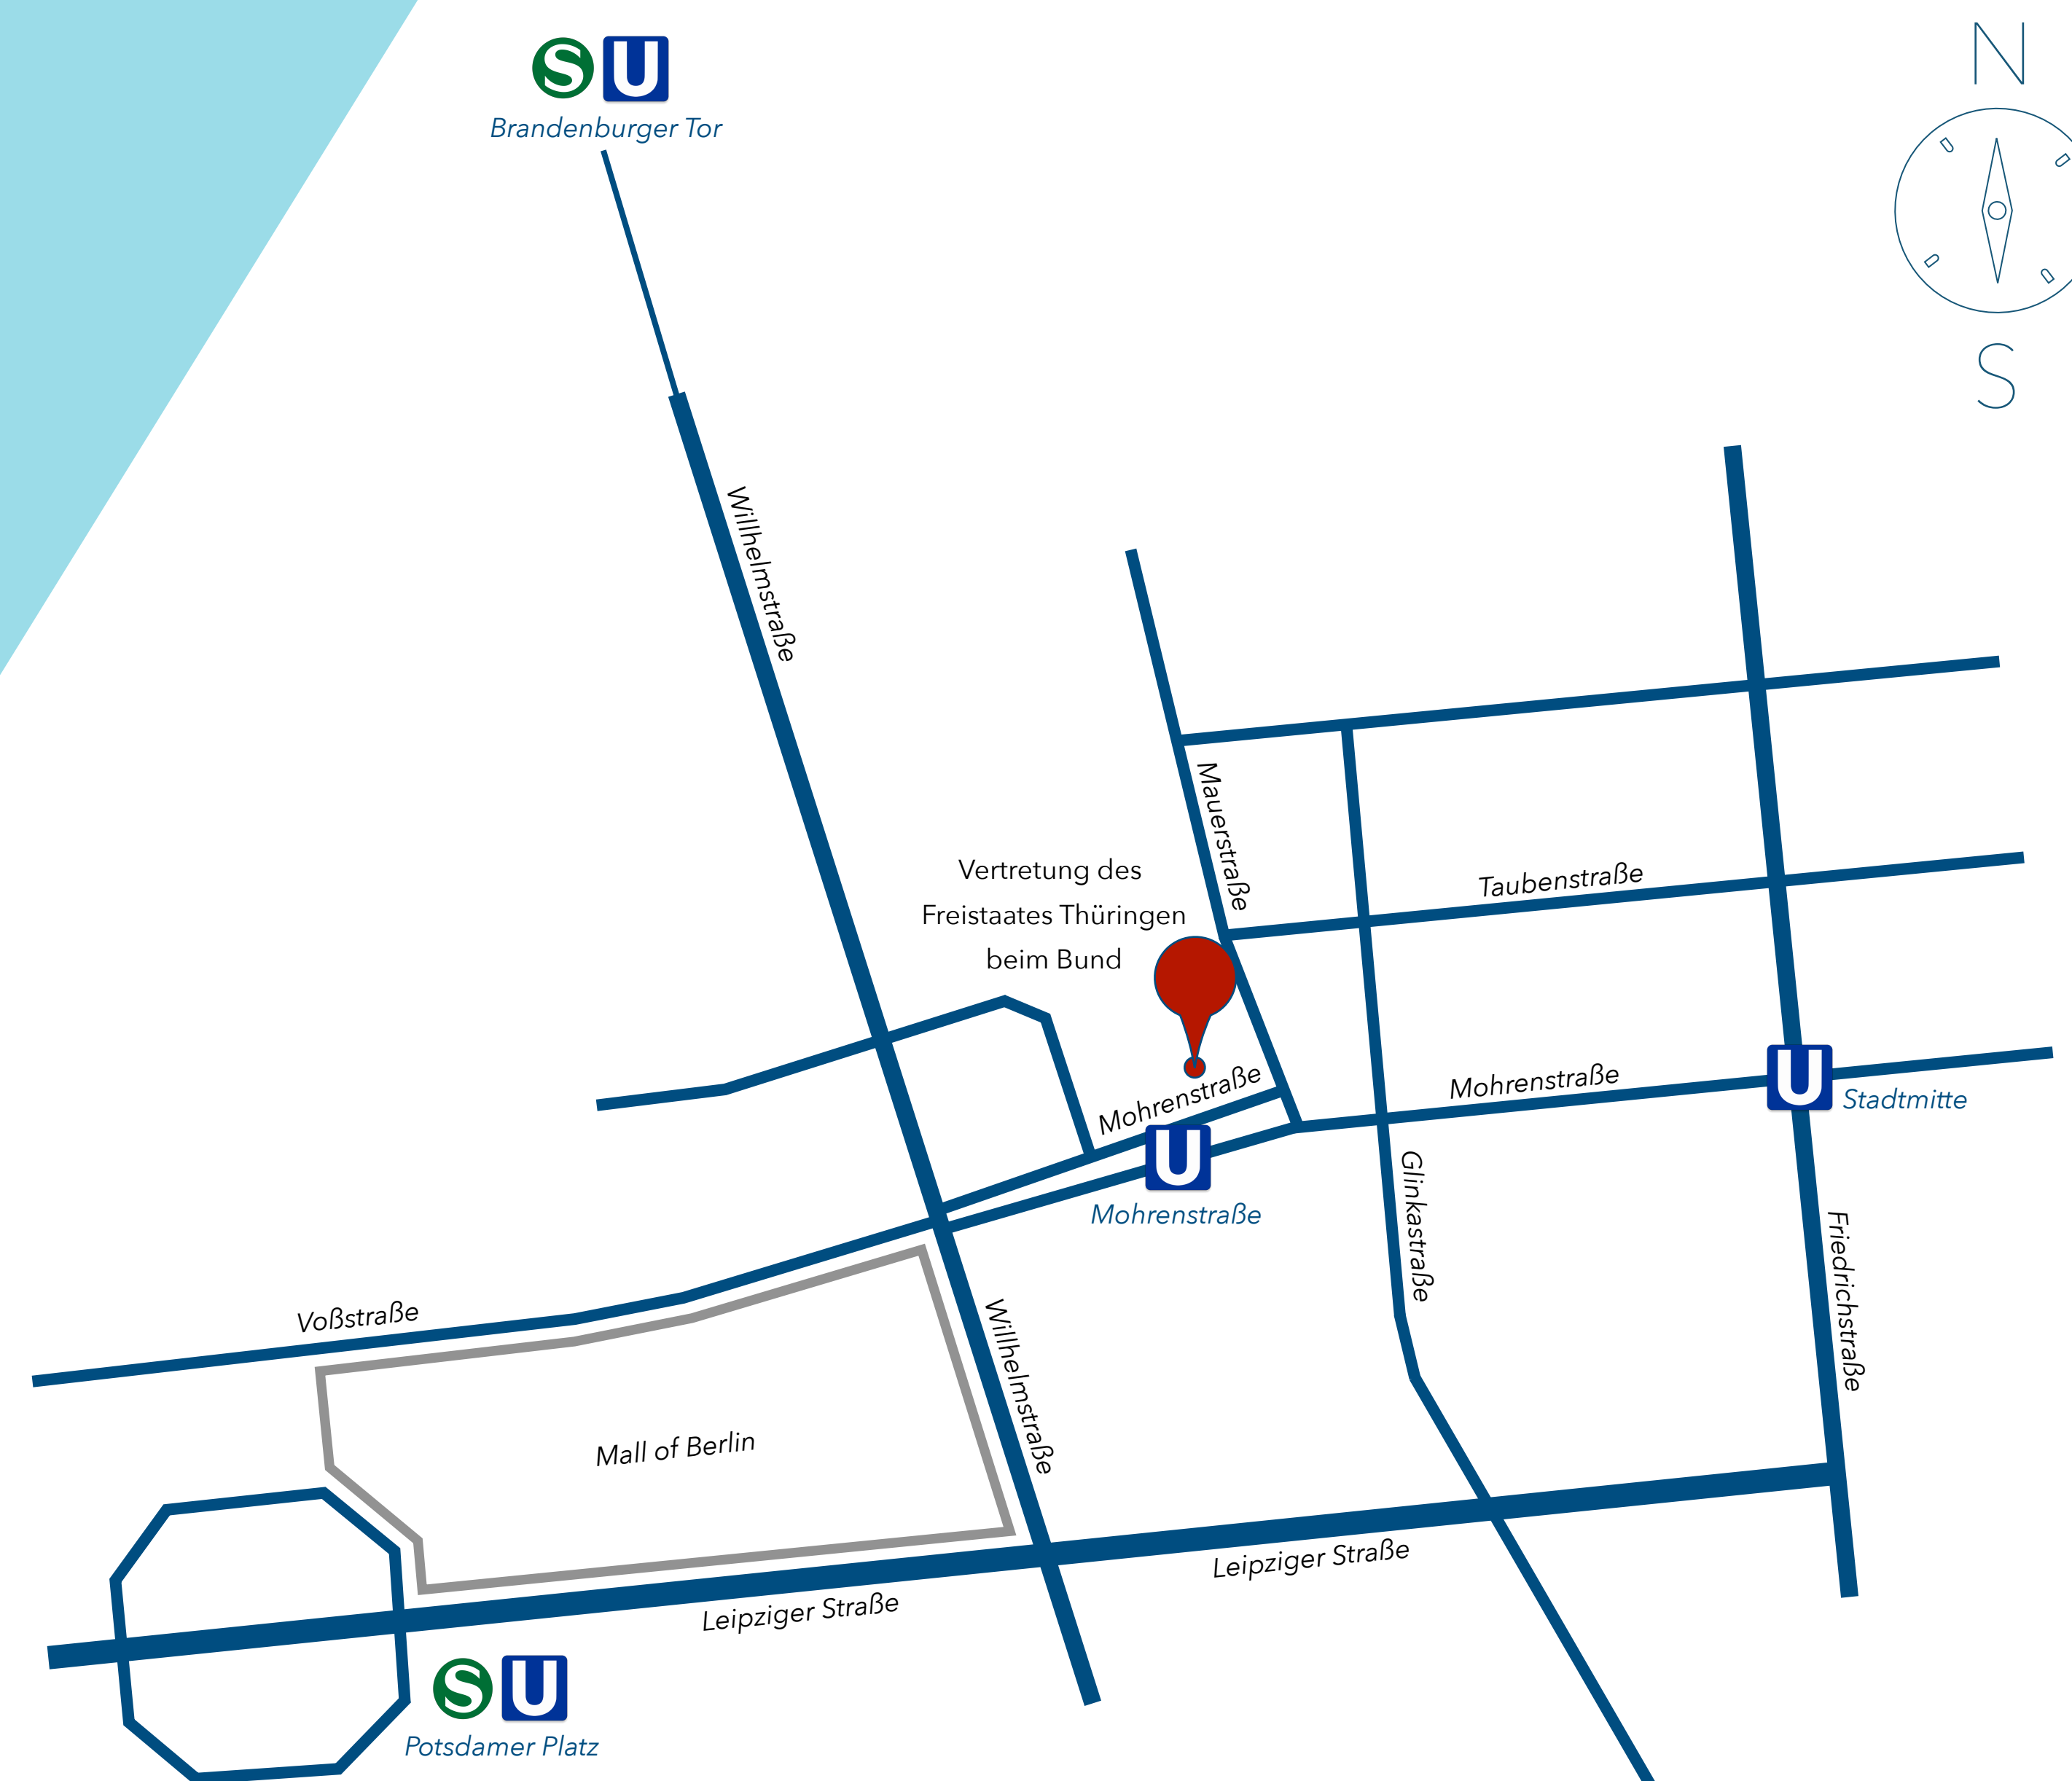 S U
Brandenburger Tor
N
S
Willhelmstraße
Mauerstraße
Vertretung des
Freistaates Thüringen
beim Bund
Taubenstraße
Mohrenstraße
Mohrenstraße
U
Stadtmitte
U
Mohrenstraße
Glinkastraße
Friedrichstraße
Voßstraße
Willhelmstraße
Mall of Berlin
Leipziger Straße
Leipziger Straße
S U
Potsdamer Platz